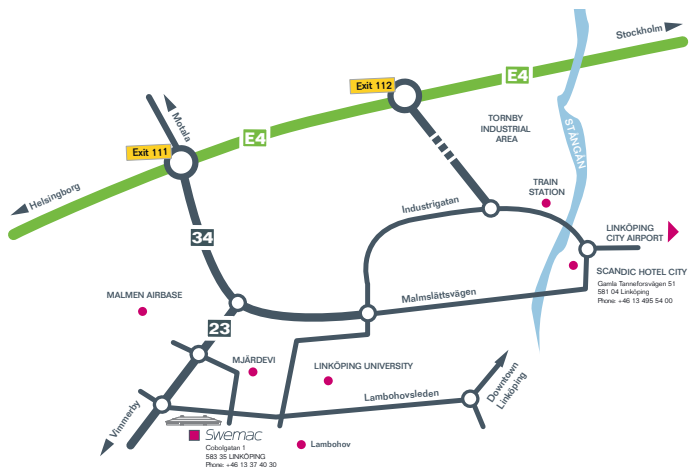 Stockholm
E4
Exit 112
TORNBY
INDUSTRIAL
AREA
STÅNGÅN
Motala
E4
Exit 111
Helsingborg
TRAIN
STATION
Industrigatan
LINKÖPING
CITY AIRPORT
34
SCANDIC HOTEL CITY
Gamla Tanneforsvägen 51
581 04 Linköping
Phone: +46 13 495 54 00
MALMEN AIRBASE
Malmslättsvägen
23
MJÄRDEVI
LINKÖPING UNIVERSITY
Downtown
Linköping
Lambohovsleden
Vimmerby
Swemac
Cobolgatan 1
583 35 LINKÖPING
Phone: +46 13 37 40 30
Lambohov